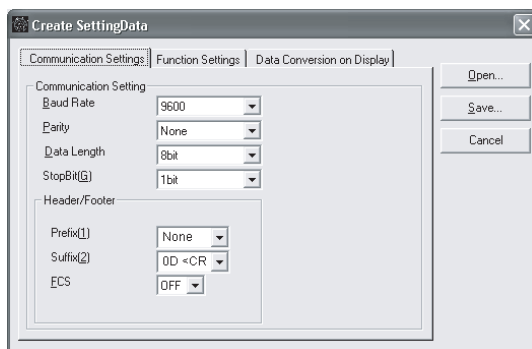 Create SettingData
Communication Settings
Function Settings
Data Conversion on Display
Open...
Save...
Cancel
Communication Setting
Baud Rate
9600
Parity
None
Data Length
8bit
StopBit(G)
1bit
Header/Footer
Prefix(1)
None
Suffix(2)
0D <CR
FCS
OFF